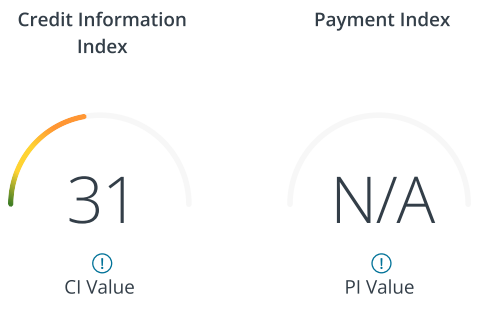 Credit Information
Index
31
CI Value
Payment Index
N/A
PI Value